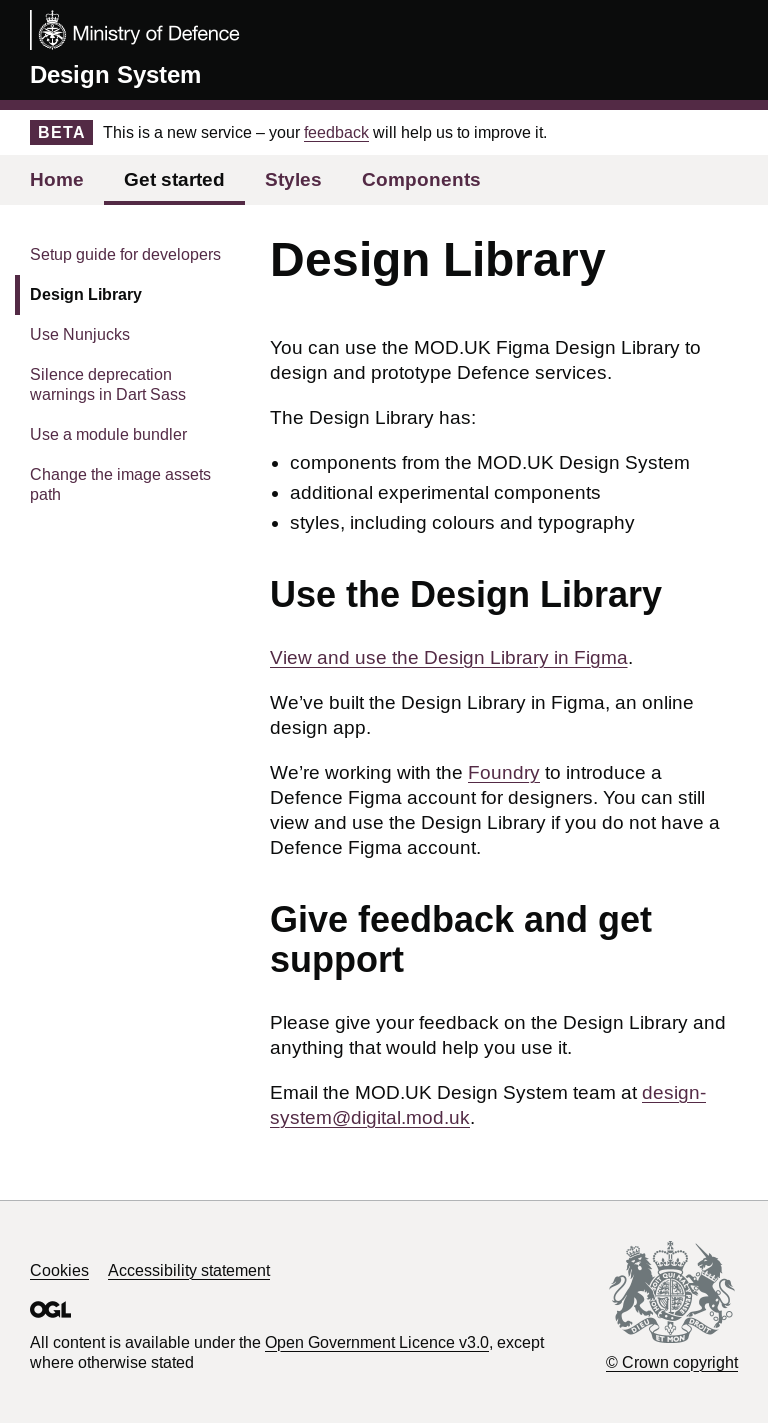 Ministry of Defence
Design System
BETA This is a new service – your feedback will help us to improve it.
Home Get started Styles Components
Setup guide for developers
Design Library
Use Nunjucks
Silence deprecation
warnings in Dart Sass
Use a module bundler
Change the image assets
path
Design Library
You can use the MOD.UK Figma Design Library to
design and prototype Defence services.
The Design Library has:
• components from the MOD.UK Design System
• additional experimental components
• styles, including colours and typography
Use the Design Library
View and use the Design Library in Figma.
We’ve built the Design Library in Figma, an online
design app.
We’re working with the Foundry to introduce a
Defence Figma account for designers. You can still
view and use the Design Library if you do not have a
Defence Figma account.
Give feedback and get
support
Please give your feedback on the Design Library and
anything that would help you use it.
Email the MOD.UK Design System team at design-
system@digital.mod.uk.
Cookies Accessibility statement
OGL
All content is available under the Open Government Licence v3.0, except
where otherwise stated
DIEU ET MON DROIT
© Crown copyright